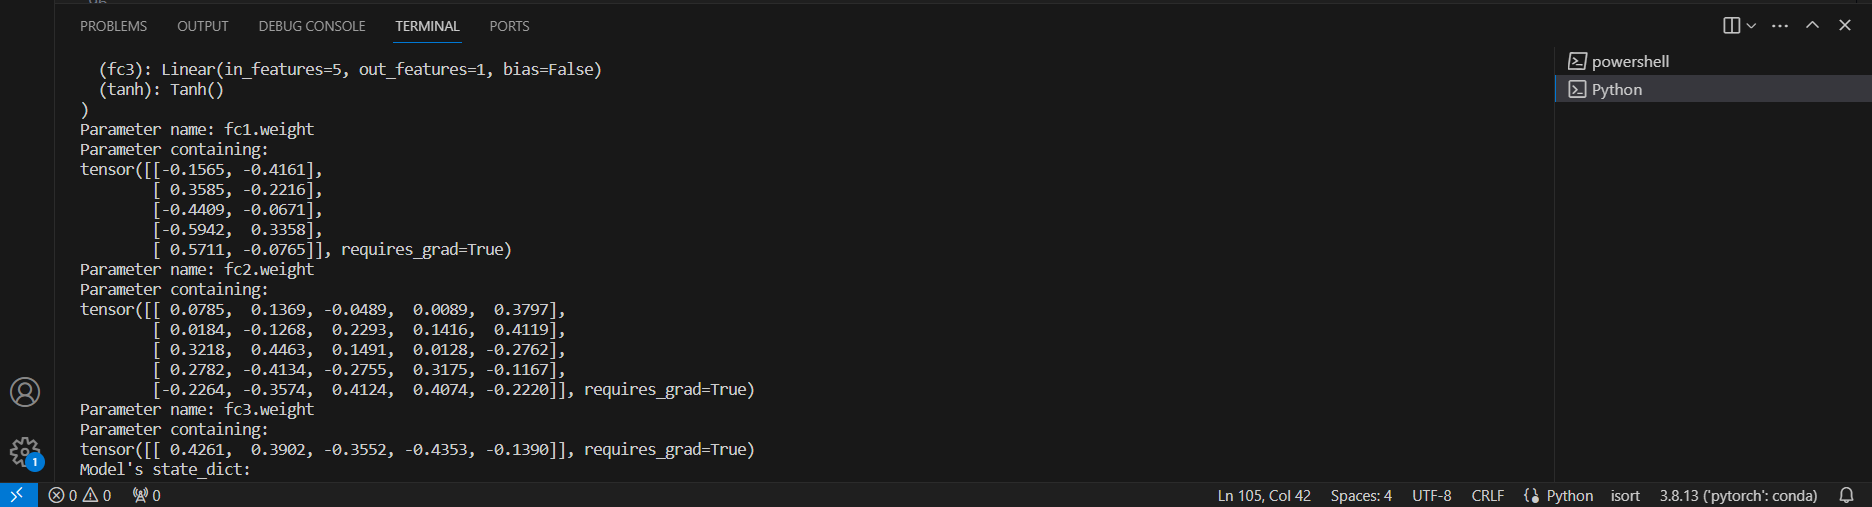 PROBLEMS OUTPUT DEBUG CONSOLE TERMINAL PORTS
(fc3): Linear(in_features=5, out_features=1, bias=False)
(tanh): Tanh()
)
Parameter name: fc1.weight
Parameter containing:
tensor([[-0.1565, -0.4161],
[ 0.3585, -0.2216],
[-0.4409, -0.0671],
[-0.5942, 0.3358],
[ 0.5711, -0.0765]], requires_grad=True)
Parameter name: fc2.weight
Parameter containing:
tensor([[ 0.0785, 0.1369, -0.0489, 0.0089, 0.3797],
[ 0.0184, -0.1268, 0.2293, 0.1416, 0.4119],
[ 0.3218, 0.4463, 0.1491, 0.0128, -0.2762],
[ 0.2782, -0.4134, -0.2755, 0.3175, -0.1167],
[-0.2264, -0.3574, 0.4124, 0.4074, -0.2220]], requires_grad=True)
Parameter name: fc3.weight
Parameter containing:
tensor([[ 0.4261, 0.3902, -0.3552, -0.4353, -0.1390]], requires_grad=True)
Model's state_dict:
powershell
Python
1
0 0 0 Ln 105, Col 42 Spaces: 4 UTF-8 CRLF Python isort 3.8.13 ('pytorch': conda)